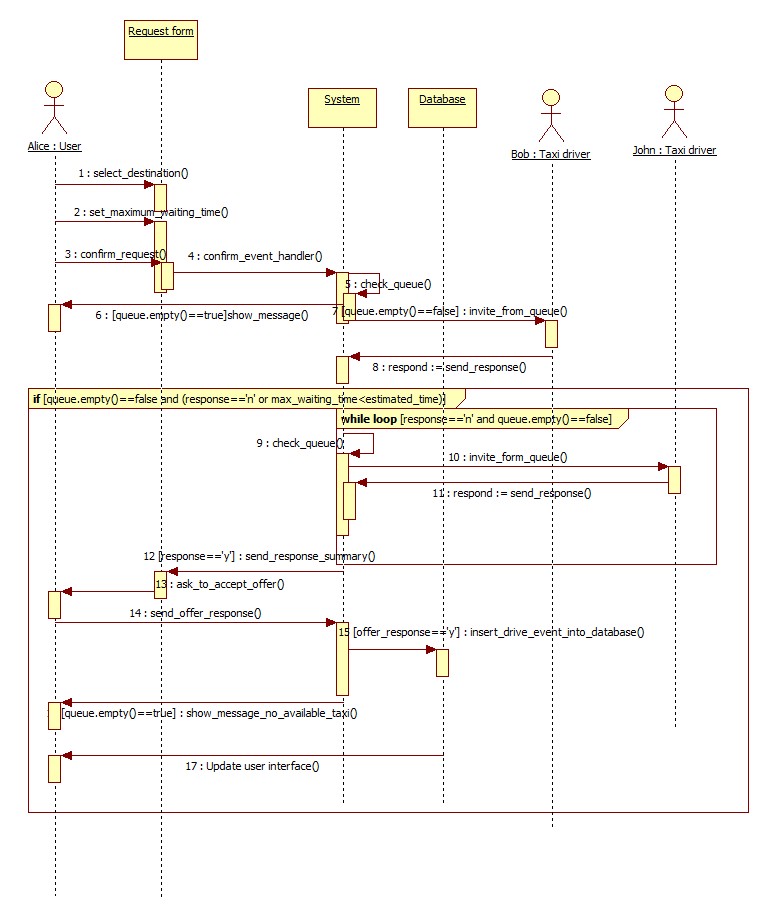 Request form
System
Database
Alice : User
Bob : Taxi driver
John : Taxi driver
1 : select_destination()
2 : set_maximum_waiting_time()
3 : confirm_request()
4 : confirm_event_handler()
5 : check_queue()
6 : [queue.empty()==true]show_message()
7 [queue.empty()==false] : invite_from_queue()
8 : respond := send_response()
if [queue.empty()==false and (response=='n' or max_waiting_time<estimated_time)]
while loop [response=='n' and queue.empty()==false]
9 : check_queue()
10 : invite_form_queue()
11 : respond := send_response()
12 [response=='y'] : send_response_summary()
13 : ask_to_accept_offer()
14 : send_offer_response()
15 [offer_response=='y'] : insert_drive_event_into_database()
[queue.empty()==true] : show_message_no_available_taxi()
17 : Update user interface()